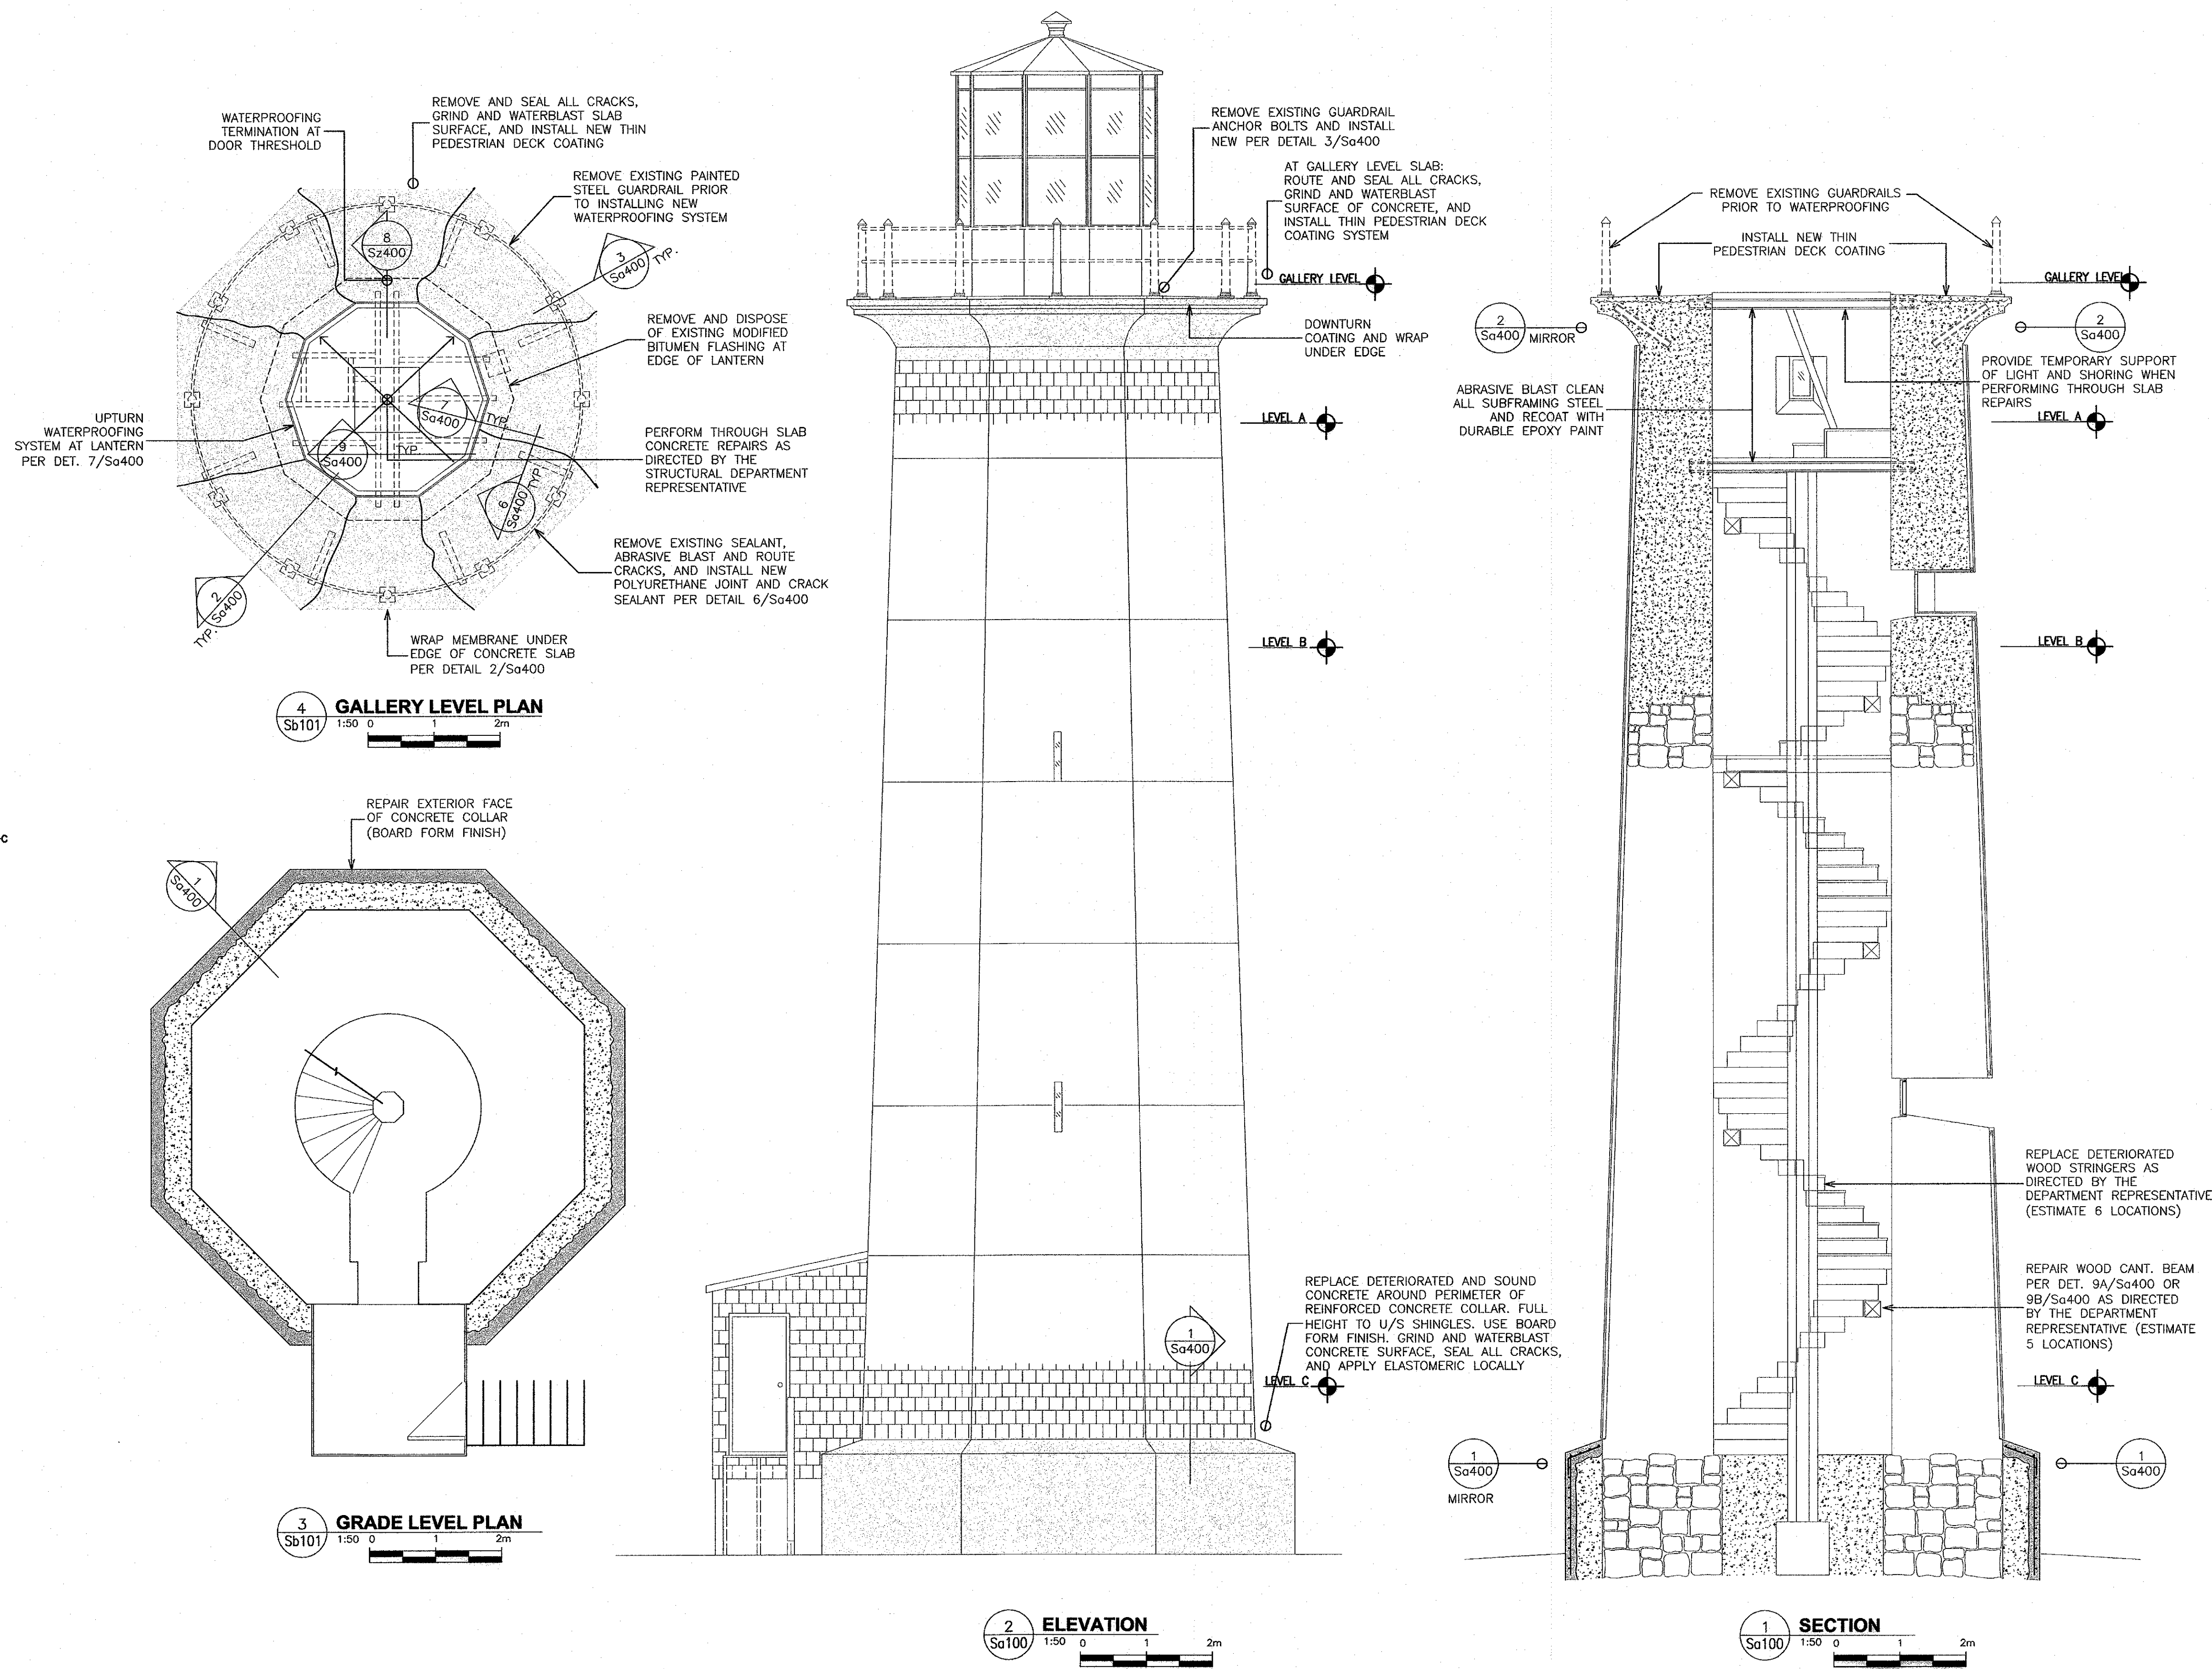 WATERPROOFING
TERMINATION AT
DOOR THRESHOLD
REMOVE AND SEAL ALL CRACKS,
GRIND AND WATERBLAST SLAB
SURFACE, AND INSTALL NEW THIN
PEDESTRIAN DECK COATING
REMOVE EXISTING PAINTED
STEEL GUARDRAIL PRIOR
TO INSTALLING NEW
WATERPROOFING SYSTEM
8
Sz400
3
Sa400
TYP.
REMOVE AND DISPOSE
OF EXISTING MODIFIED
BITUMEN FLASHING AT
EDGE OF LANTERN
7
Sa400
TYP.
9
Sa400
TYP.
UPTURN
WATERPROOFING
SYSTEM AT LANTERN
PER DET. 7/Sa400
PERFORM THROUGH SLAB
CONCRETE REPAIRS AS
DIRECTED BY THE
STRUCTURAL DEPARTMENT
REPRESENTATIVE
6
Sa400
TYP.
REMOVE EXISTING SEALANT,
ABRASIVE BLAST AND ROUTE
CRACKS, AND INSTALL NEW
POLYURETHANE JOINT AND CRACK
SEALANT PER DETAIL 6/Sa400
2
Sa400
TYP.
WRAP MEMBRANE UNDER
EDGE OF CONCRETE SLAB
PER DETAIL 2/Sa400
4
Sb101
GALLERY LEVEL PLAN
1:50 0 1 2m
C
REPAIR EXTERIOR FACE
OF CONCRETE COLLAR
(BOARD FORM FINISH)
1
Sa400
3
Sb101
GRADE LEVEL PLAN
1:50 0 1 2m
REMOVE EXISTING GUARDRAIL
ANCHOR BOLTS AND INSTALL
NEW PER DETAIL 3/Sa400
AT GALLERY LEVEL SLAB:
ROUTE AND SEAL ALL CRACKS,
GRIND AND WATERBLAST
SURFACE OF CONCRETE, AND
INSTALL THIN PEDESTRIAN DECK
COATING SYSTEM
GALLERY LEVEL
DOWNTURN
COATING AND WRAP
UNDER EDGE
LEVEL A
LEVEL B
REPLACE DETERIORATED AND SOUND
CONCRETE AROUND PERIMETER OF
REINFORCED CONCRETE COLLAR. FULL
HEIGHT TO U/S SHINGLES. USE BOARD
FORM FINISH. GRIND AND WATERBLAST
CONCRETE SURFACE, SEAL ALL CRACKS,
AND APPLY ELASTOMERIC LOCALLY
1
Sa400
LEVEL C
2
Sa100
ELEVATION
1:50 0 1 2m
REMOVE EXISTING GUARDRAILS
PRIOR TO WATERPROOFING
INSTALL NEW THIN
PEDESTRIAN DECK COATING
GALLERY LEVEL
2
Sa400
MIRROR
2
Sa400
PROVIDE TEMPORARY SUPPORT
OF LIGHT AND SHORING WHEN
PERFORMING THROUGH SLAB
REPAIRS
ABRASIVE BLAST CLEAN
ALL SUBFRAMING STEEL
AND RECOAT WITH
DURABLE EPOXY PAINT
LEVEL A
LEVEL B
REPLACE DETERIORATED
WOOD STRINGERS AS
DIRECTED BY THE
DEPARTMENT REPRESENTATIVE
(ESTIMATE 6 LOCATIONS)
REPAIR WOOD CANT. BEAM
PER DET. 9A/Sa400 OR
9B/Sa400 AS DIRECTED
BY THE DEPARTMENT
REPRESENTATIVE (ESTIMATE
5 LOCATIONS)
LEVEL C
1
Sa400
MIRROR
1
Sa400
1
Sa100
SECTION
1:50 0 1 2m